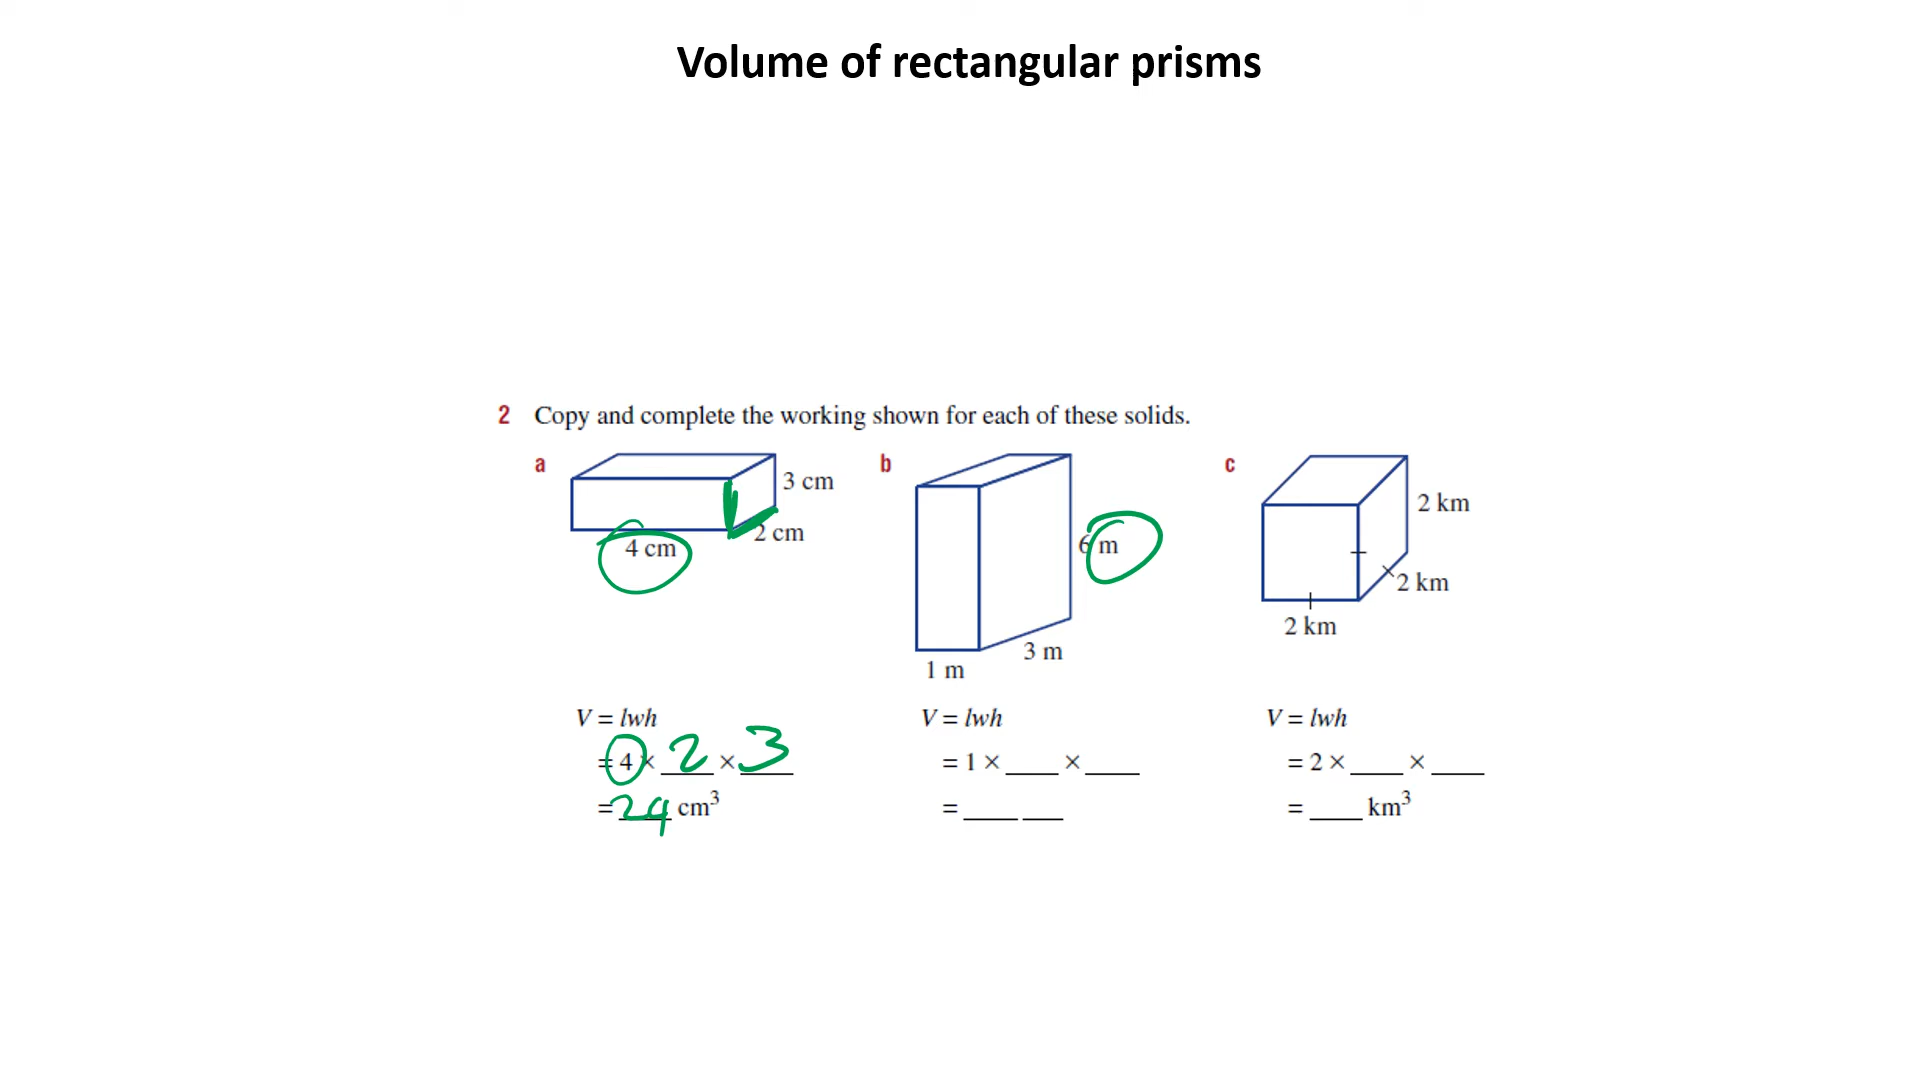 Volume of rectangular prisms
2 Copy and complete the working shown for each of these solids.
a
3 cm
2 cm
4 cm
V = lwh
= 4 × 2 × 3
= 24 cm³
b
6 m
3 m
1 m
V = lwh
= 1 × ____ × ____
= ____ ___
c
2 km
2 km
2 km
V = lwh
= 2 × ____ × ____
= ____ km³